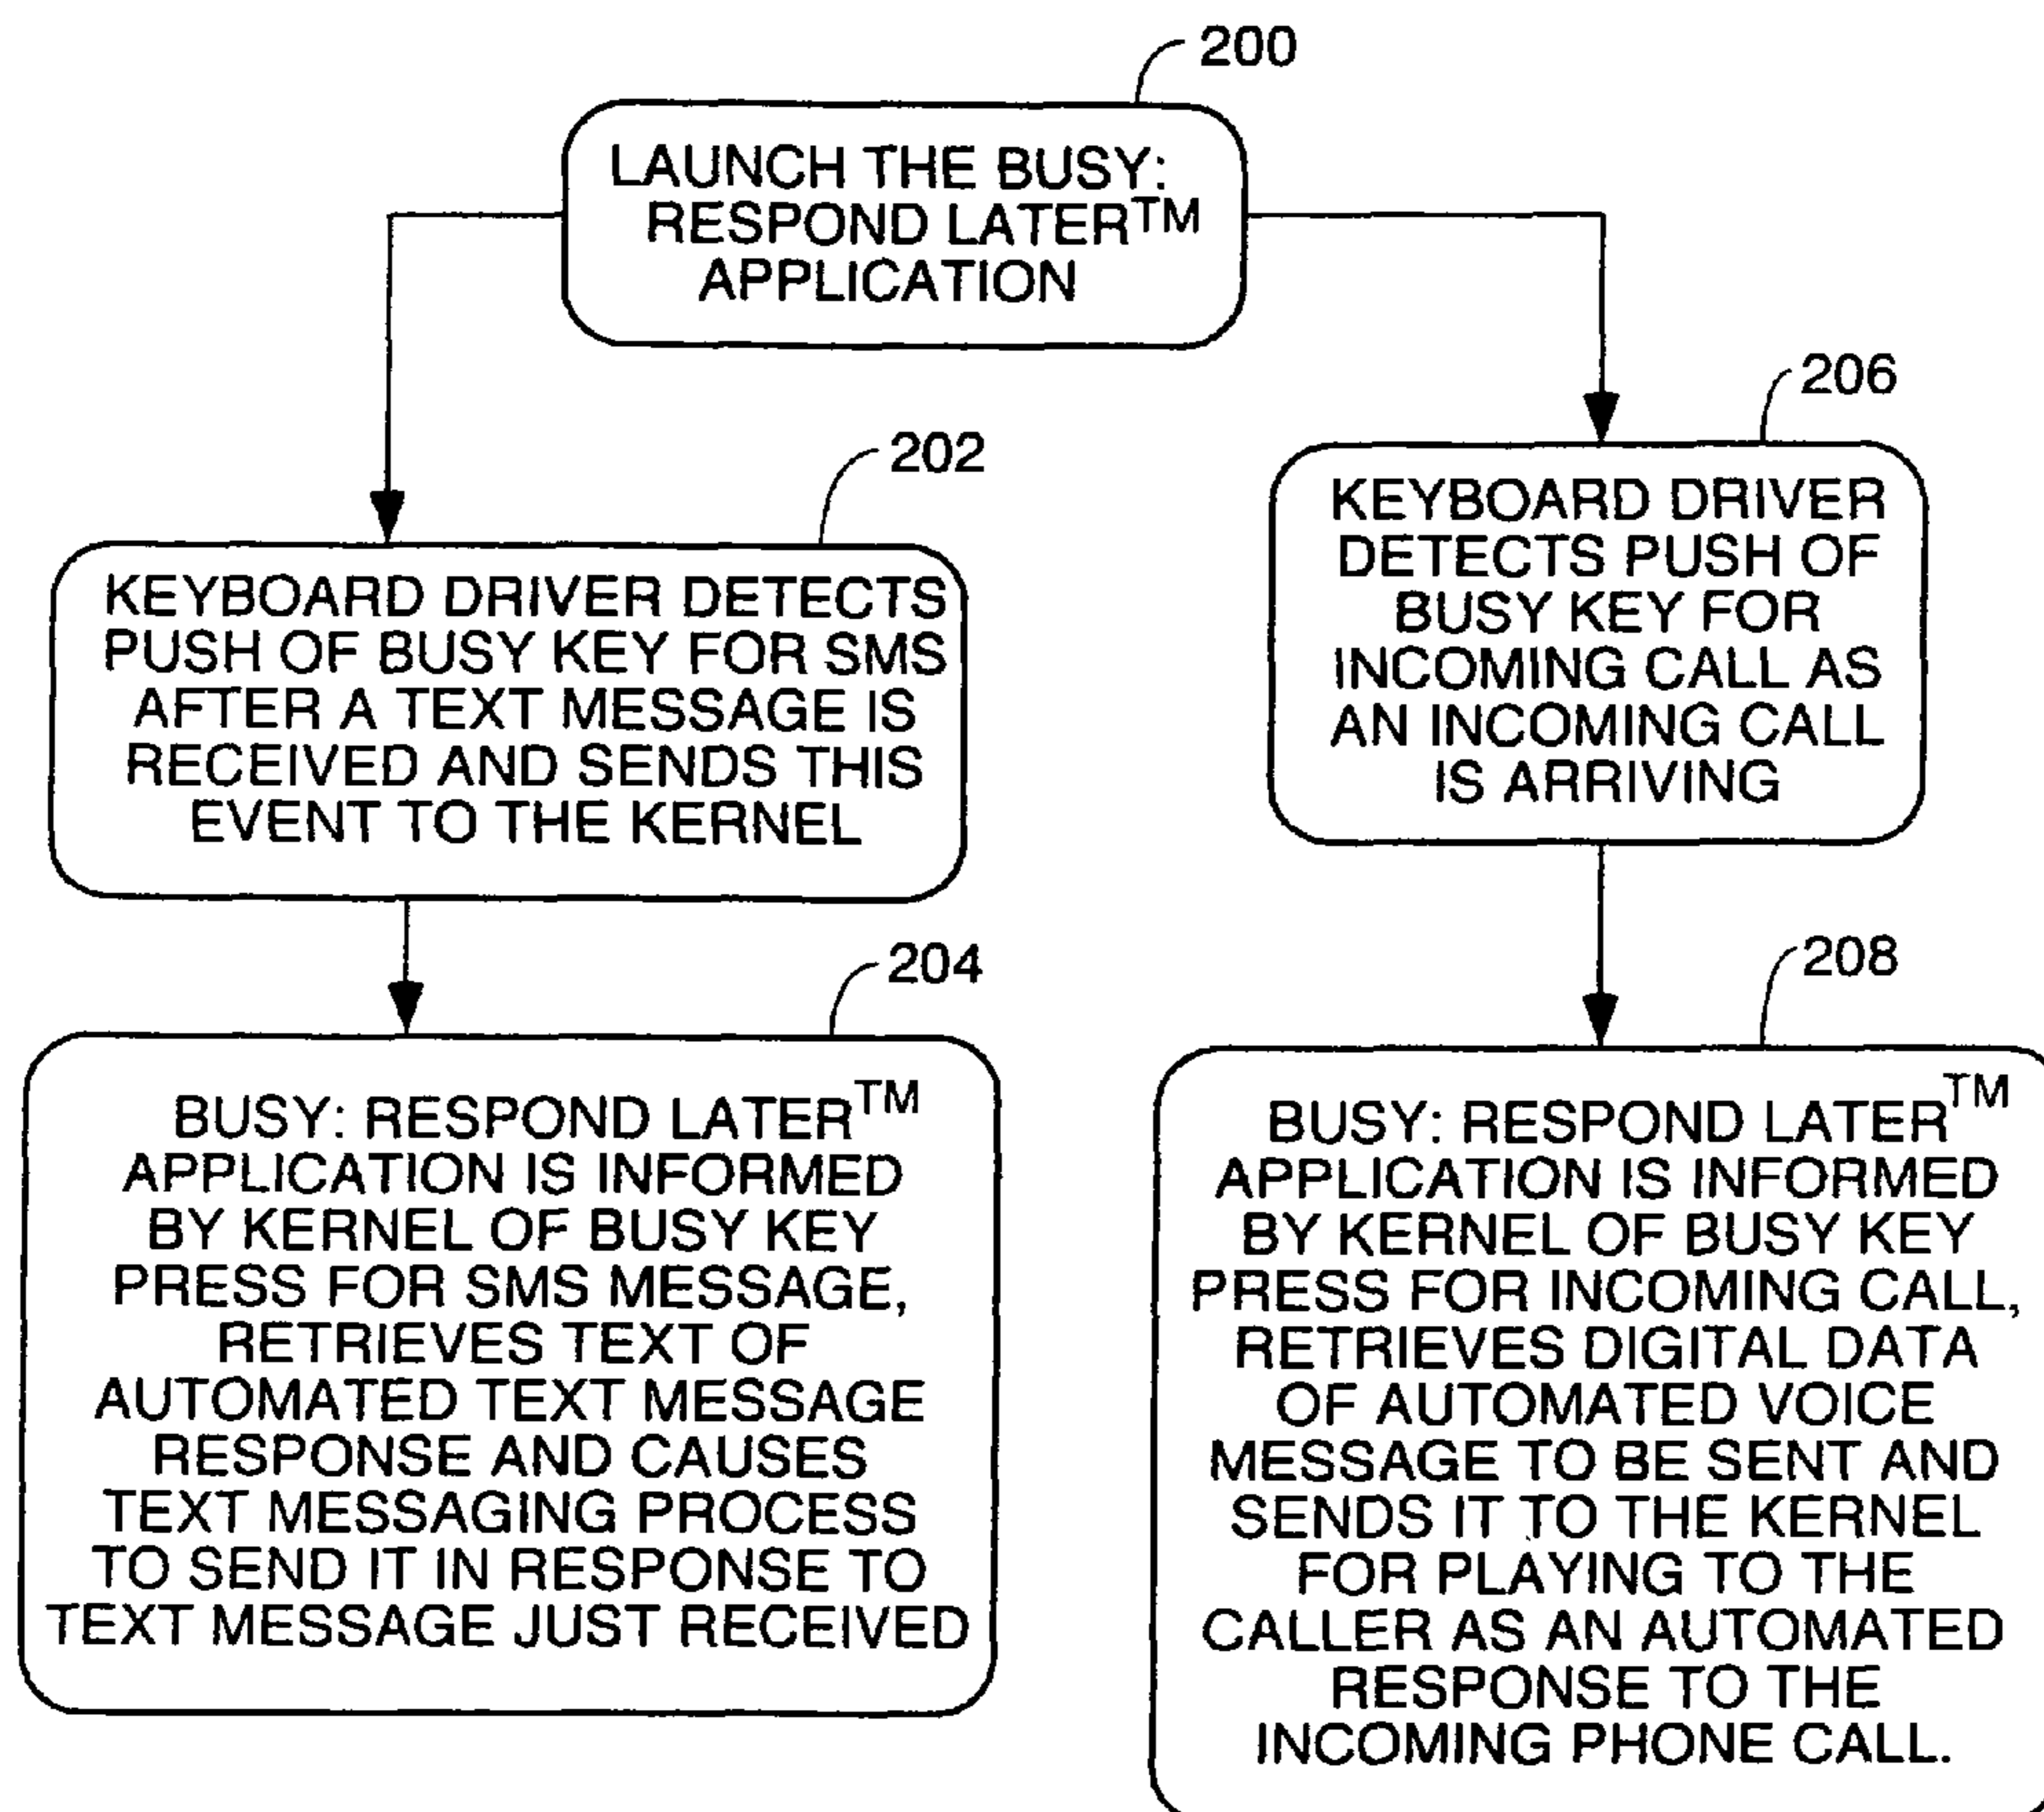 200
LAUNCH THE BUSY:
RESPOND LATER™
APPLICATION
202
KEYBOARD DRIVER DETECTS
PUSH OF BUSY KEY FOR SMS
AFTER A TEXT MESSAGE IS
RECEIVED AND SENDS THIS
EVENT TO THE KERNEL
204
BUSY: RESPOND LATER™
APPLICATION IS INFORMED
BY KERNEL OF BUSY KEY
PRESS FOR SMS MESSAGE,
RETRIEVES TEXT OF
AUTOMATED TEXT MESSAGE
RESPONSE AND CAUSES
TEXT MESSAGING PROCESS
TO SEND IT IN RESPONSE TO
TEXT MESSAGE JUST RECEIVED
206
KEYBOARD DRIVER
DETECTS PUSH OF
BUSY KEY FOR
INCOMING CALL AS
AN INCOMING CALL
IS ARRIVING
208
BUSY: RESPOND LATER™
APPLICATION IS INFORMED
BY KERNEL OF BUSY KEY
PRESS FOR INCOMING CALL,
RETRIEVES DIGITAL DATA
OF AUTOMATED VOICE
MESSAGE TO BE SENT AND
SENDS IT TO THE KERNEL
FOR PLAYING TO THE
CALLER AS AN AUTOMATED
RESPONSE TO THE
INCOMING PHONE CALL.